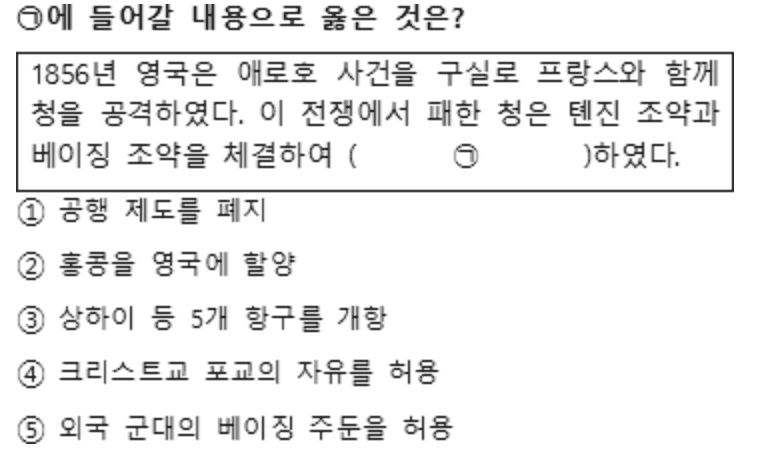 ㉠에 들어갈 내용으로 옳은 것은?
1856년 영국은 애로호 사건을 구실로 프랑스와 함께
청을 공격하였다. 이 전쟁에서 패한 청은 톈진 조약과
베이징 조약을 체결하여 ( ㉠ )하였다.
① 공행 제도를 폐지
② 홍콩을 영국에 할양
③ 상하이 등 5개 항구를 개항
④ 크리스트교 포교의 자유를 허용
⑤ 외국 군대의 베이징 주둔을 허용